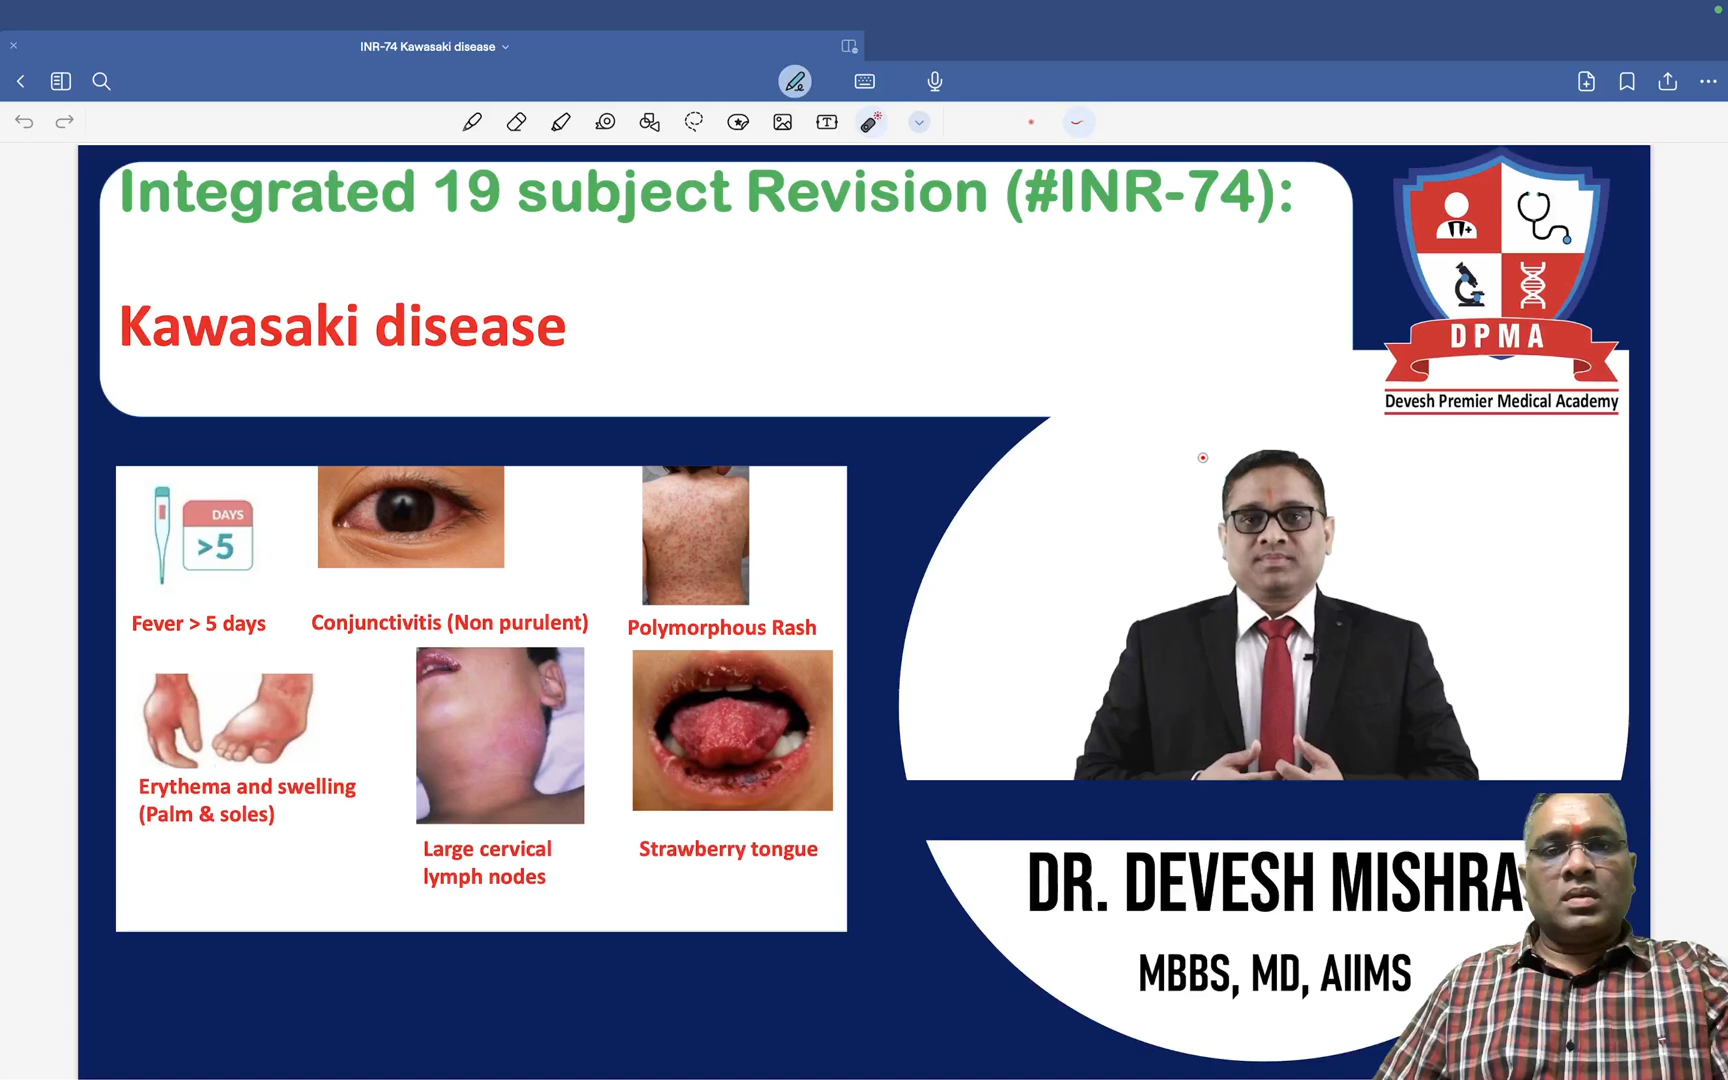 INR-74 Kawasaki disease
Integrated 19 subject Revision (#INR-74):
Kawasaki disease
DPMA
Devesh Premier Medical Academy
DAYS
>5
Fever > 5 days
Conjunctivitis (Non purulent)
Polymorphous Rash
Erythema and swelling
(Palm & soles)
Large cervical
lymph nodes
Strawberry tongue
DR. DEVESH MISHRA
MBBS, MD, AIIMS